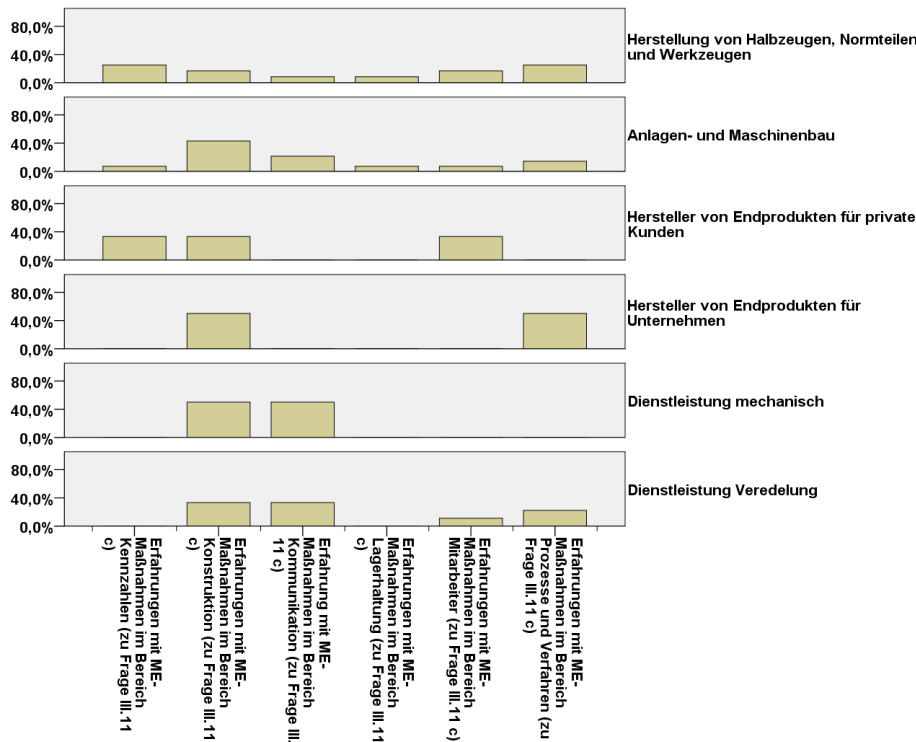 80,0%
40,0%
0,0%
Herstellung von Halbzeugen, Normteilen
und Werkzeugen
80,0%
40,0%
0,0%
Anlagen- und Maschinenbau
80,0%
40,0%
0,0%
Hersteller von Endprodukten für private
Kunden
80,0%
40,0%
0,0%
Hersteller von Endprodukten für
Unternehmen
80,0%
40,0%
0,0%
Dienstleistung mechanisch
80,0%
40,0%
0,0%
Dienstleistung Veredelung
Erfahrungen mit ME-
Maßnahmen im Bereich
Kennzahlen (zu Frage III.11
c)
Erfahrungen mit ME-
Maßnahmen im Bereich
Konstruktion (zu Frage III.11
c)
Erfahrung mit ME-
Maßnahmen im Bereich
Kommunikation (zu Frage III.
11 c)
Erfahrungen mit ME-
Maßnahmen im Bereich
Lagerhaltung (zu Frage III.11
c)
Erfahrungen mit ME-
Maßnahmen im Bereich
Mitarbeiter (zu Frage III.11 c)
Erfahrungen mit ME-
Maßnahmen im Bereich
Prozesse und Verfahren (zu
Frage III.11 c)